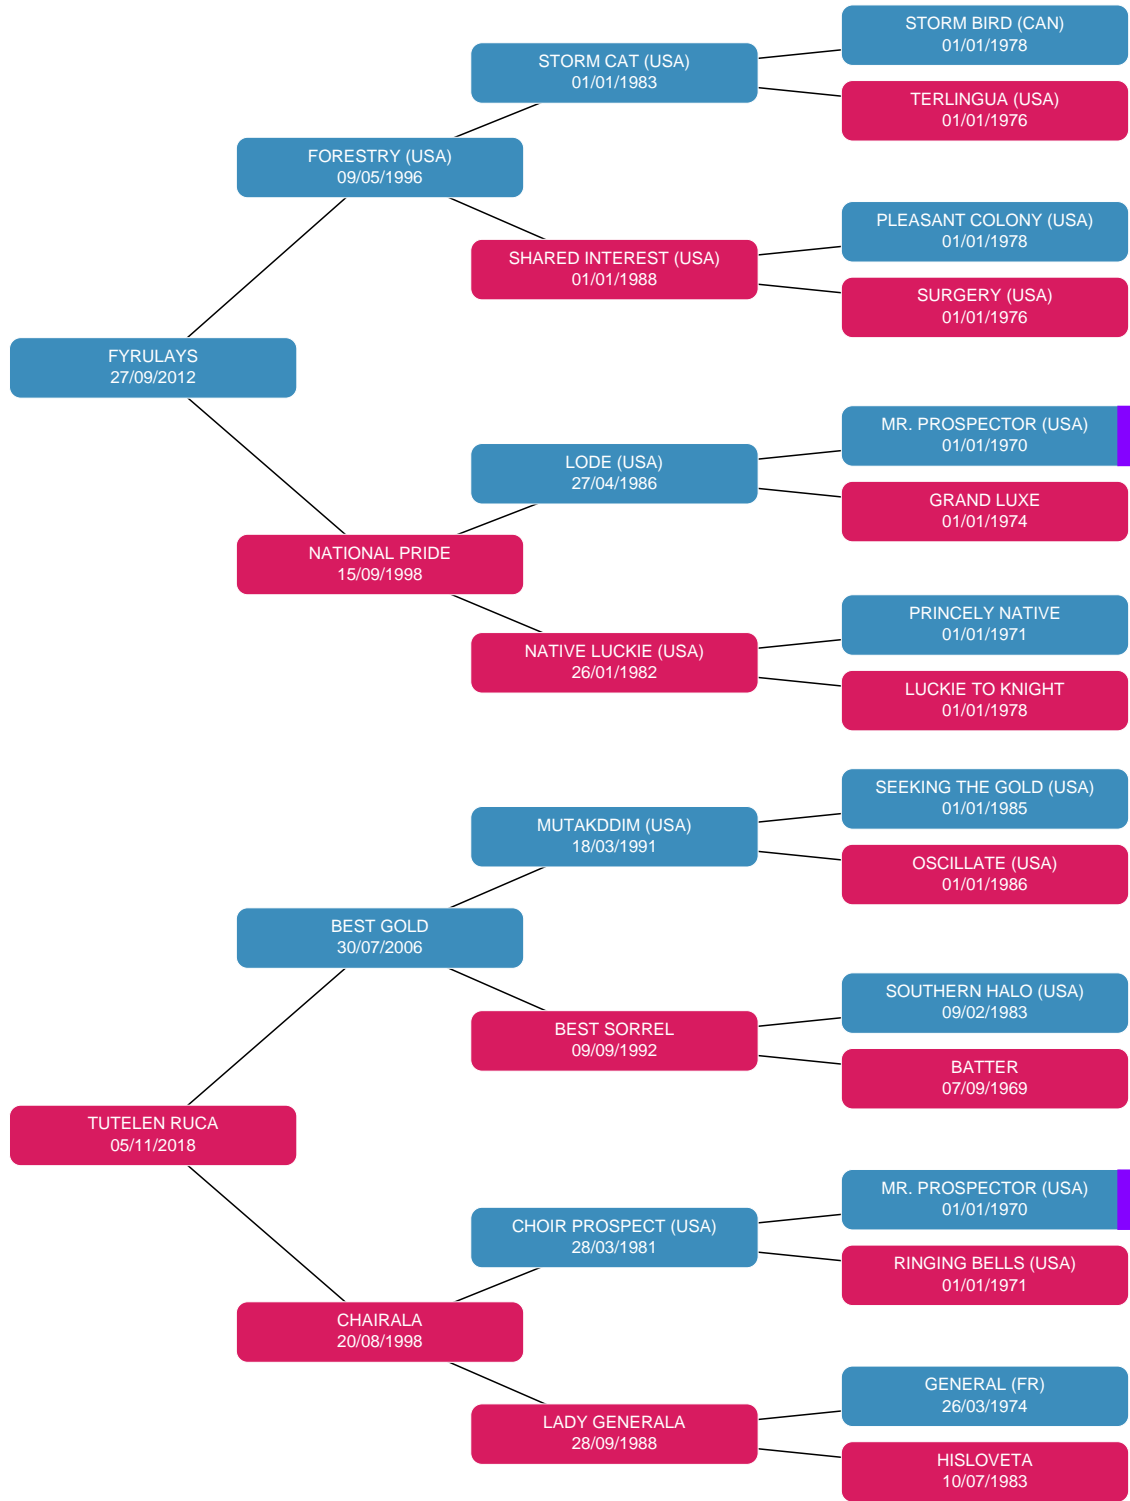 STORM BIRD (CAN)
01/01/1978
STORM CAT (USA)
01/01/1983
TERLINGUA (USA)
01/01/1976
FORESTRY (USA)
09/05/1996
PLEASANT COLONY (USA)
01/01/1978
SHARED INTEREST (USA)
01/01/1988
SURGERY (USA)
01/01/1976
FYRULAYS
27/09/2012
MR. PROSPECTOR (USA)
01/01/1970
LODE (USA)
27/04/1986
GRAND LUXE
01/01/1974
NATIONAL PRIDE
15/09/1998
PRINCELY NATIVE
01/01/1971
NATIVE LUCKIE (USA)
26/01/1982
LUCKIE TO KNIGHT
01/01/1978
SEEKING THE GOLD (USA)
01/01/1985
MUTAKDDIM (USA)
18/03/1991
OSCILLATE (USA)
01/01/1986
BEST GOLD
30/07/2006
SOUTHERN HALO (USA)
09/02/1983
BEST SORREL
09/09/1992
BATTER
07/09/1969
TUTELEN RUCA
05/11/2018
MR. PROSPECTOR (USA)
01/01/1970
CHOIR PROSPECT (USA)
28/03/1981
RINGING BELLS (USA)
01/01/1971
CHAIRALA
20/08/1998
GENERAL (FR)
26/03/1974
LADY GENERALA
28/09/1988
HISLOVETA
10/07/1983